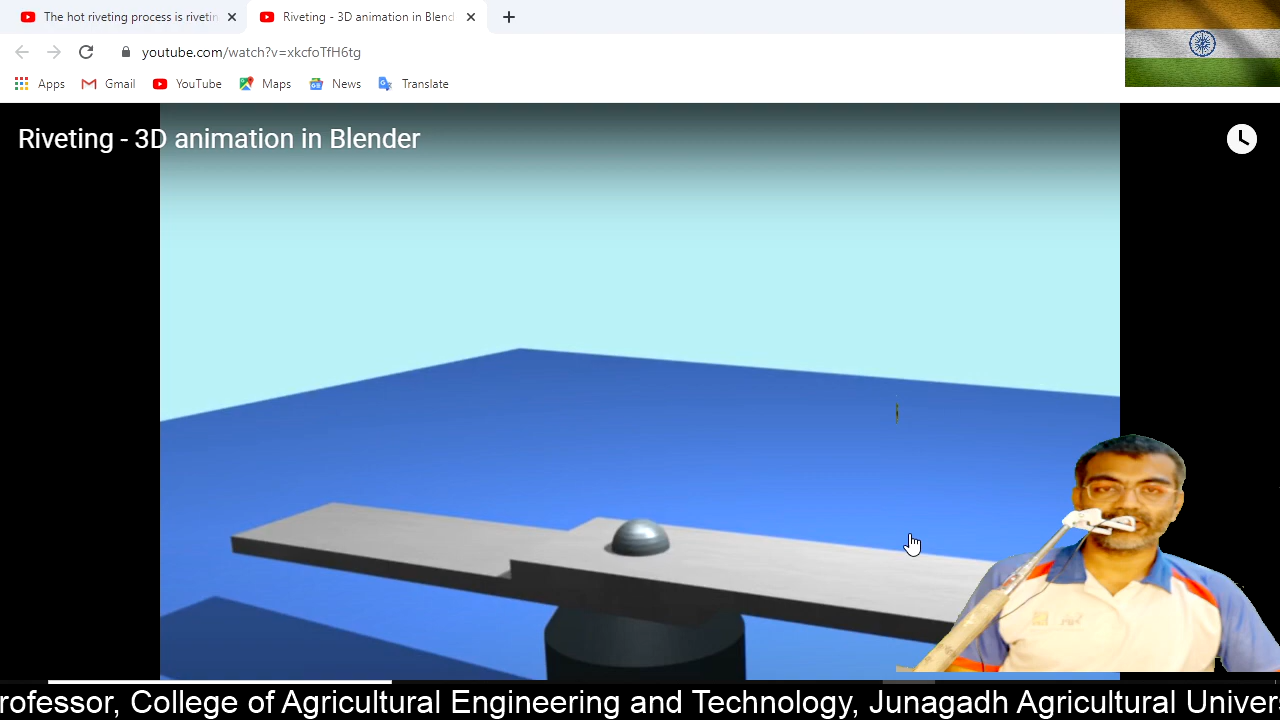 The hot riveting process is rivetin
Riveting - 3D animation in Blend
youtube.com/watch?v=xkcfoTfH6tg
Apps Gmail YouTube Maps News Translate
Riveting - 3D animation in Blender
rofessor, College of Agricultural Engineering and Technology, Junagadh Agricultural Univer